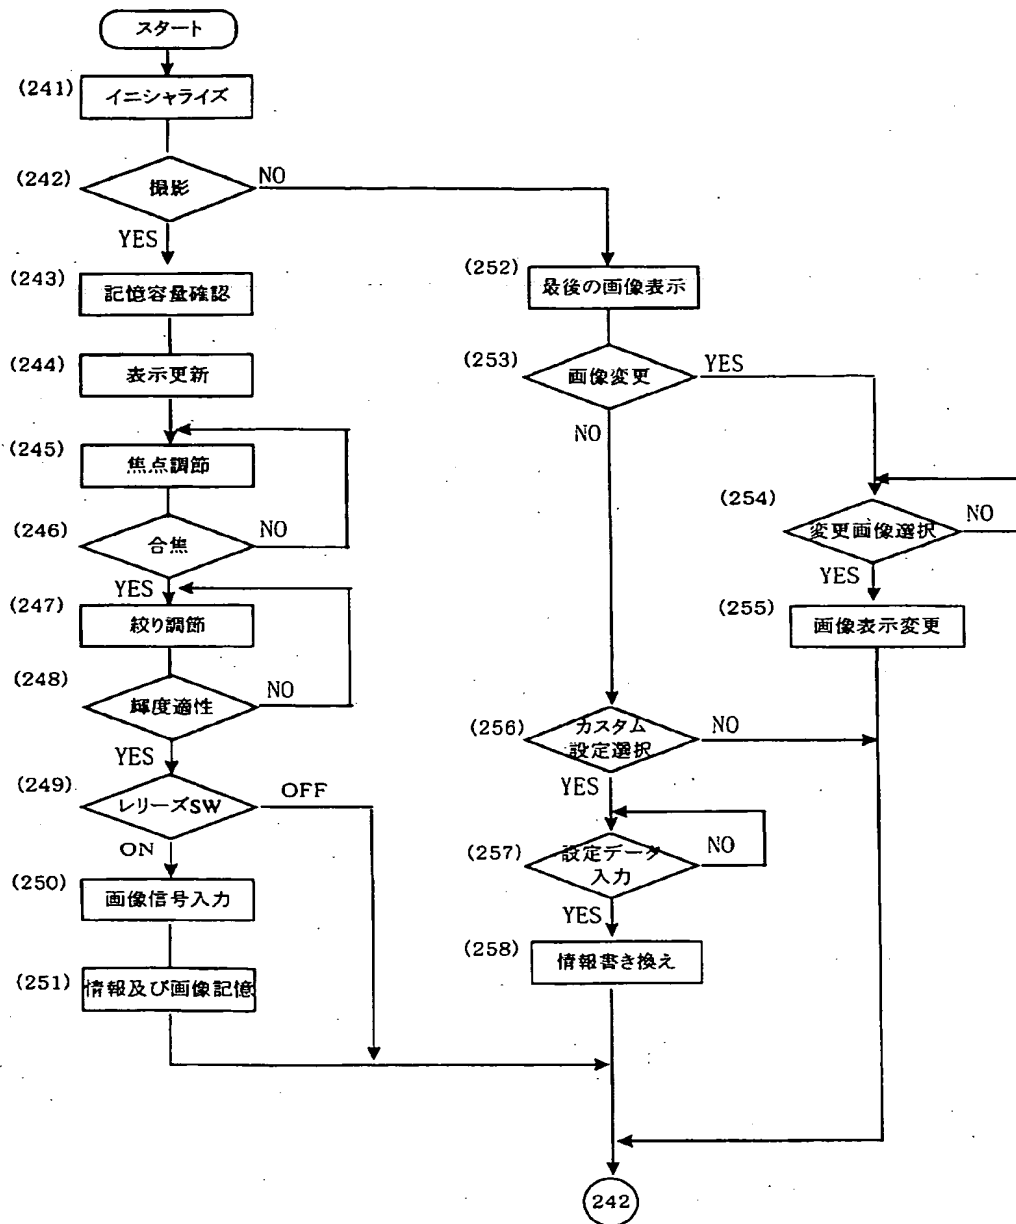 スタート
(241)
イニシャライズ
(242)
撮影
NO
YES
(243)
記憶容量確認
(244)
表示更新
(245)
焦点調節
(246)
合焦
NO
YES
(247)
絞り調節
(248)
輝度適性
NO
YES
(249)
レリーズSW
OFF
ON
(250)
画像信号入力
(251)
情報及び画像記憶
(252)
最後の画像表示
(253)
画像変更
YES
NO
(254)
変更画像選択
NO
YES
(255)
画像表示変更
(256)
カスタム
設定選択
NO
YES
(257)
設定データ
入力
NO
YES
(258)
情報書き換え
242